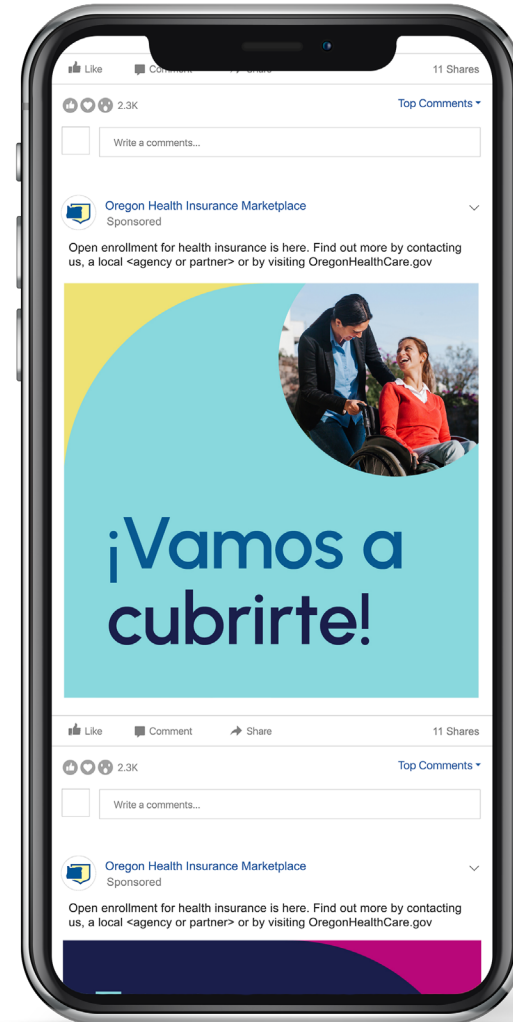 Like
11 Shares
2.3K
Top Comments
Write a comments...
Oregon Health Insurance Marketplace
Sponsored
Open enrollment for health insurance is here. Find out more by contacting
us, a local <agency or partner> or by visiting OregonHealthCare.gov
¡Vamos a
cubrirte!
Like Comment Share 11 Shares
2.3K Top Comments
Write a comments...
Oregon Health Insurance Marketplace
Sponsored
Open enrollment for health insurance is here. Find out more by contacting
us, a local <agency or partner> or by visiting OregonHealthCare.gov